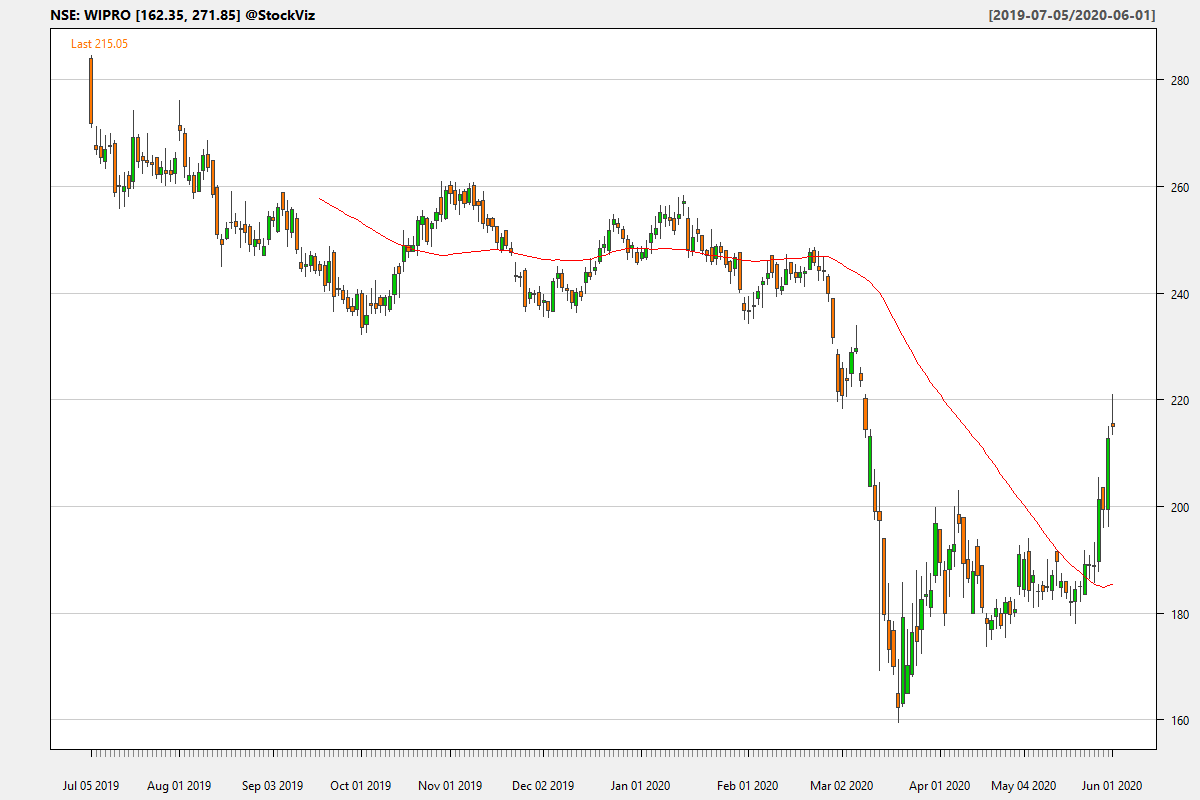 NSE: WIPRO [162.35, 271.85] @StockViz
[2019-07-05/2020-06-01]
Last 215.05
280
260
240
220
200
180
160
Jul 05 2019 Aug 01 2019 Sep 03 2019 Oct 01 2019 Nov 01 2019 Dec 02 2019 Jan 01 2020 Feb 01 2020 Mar 02 2020 Apr 01 2020 May 04 2020 Jun 01 2020